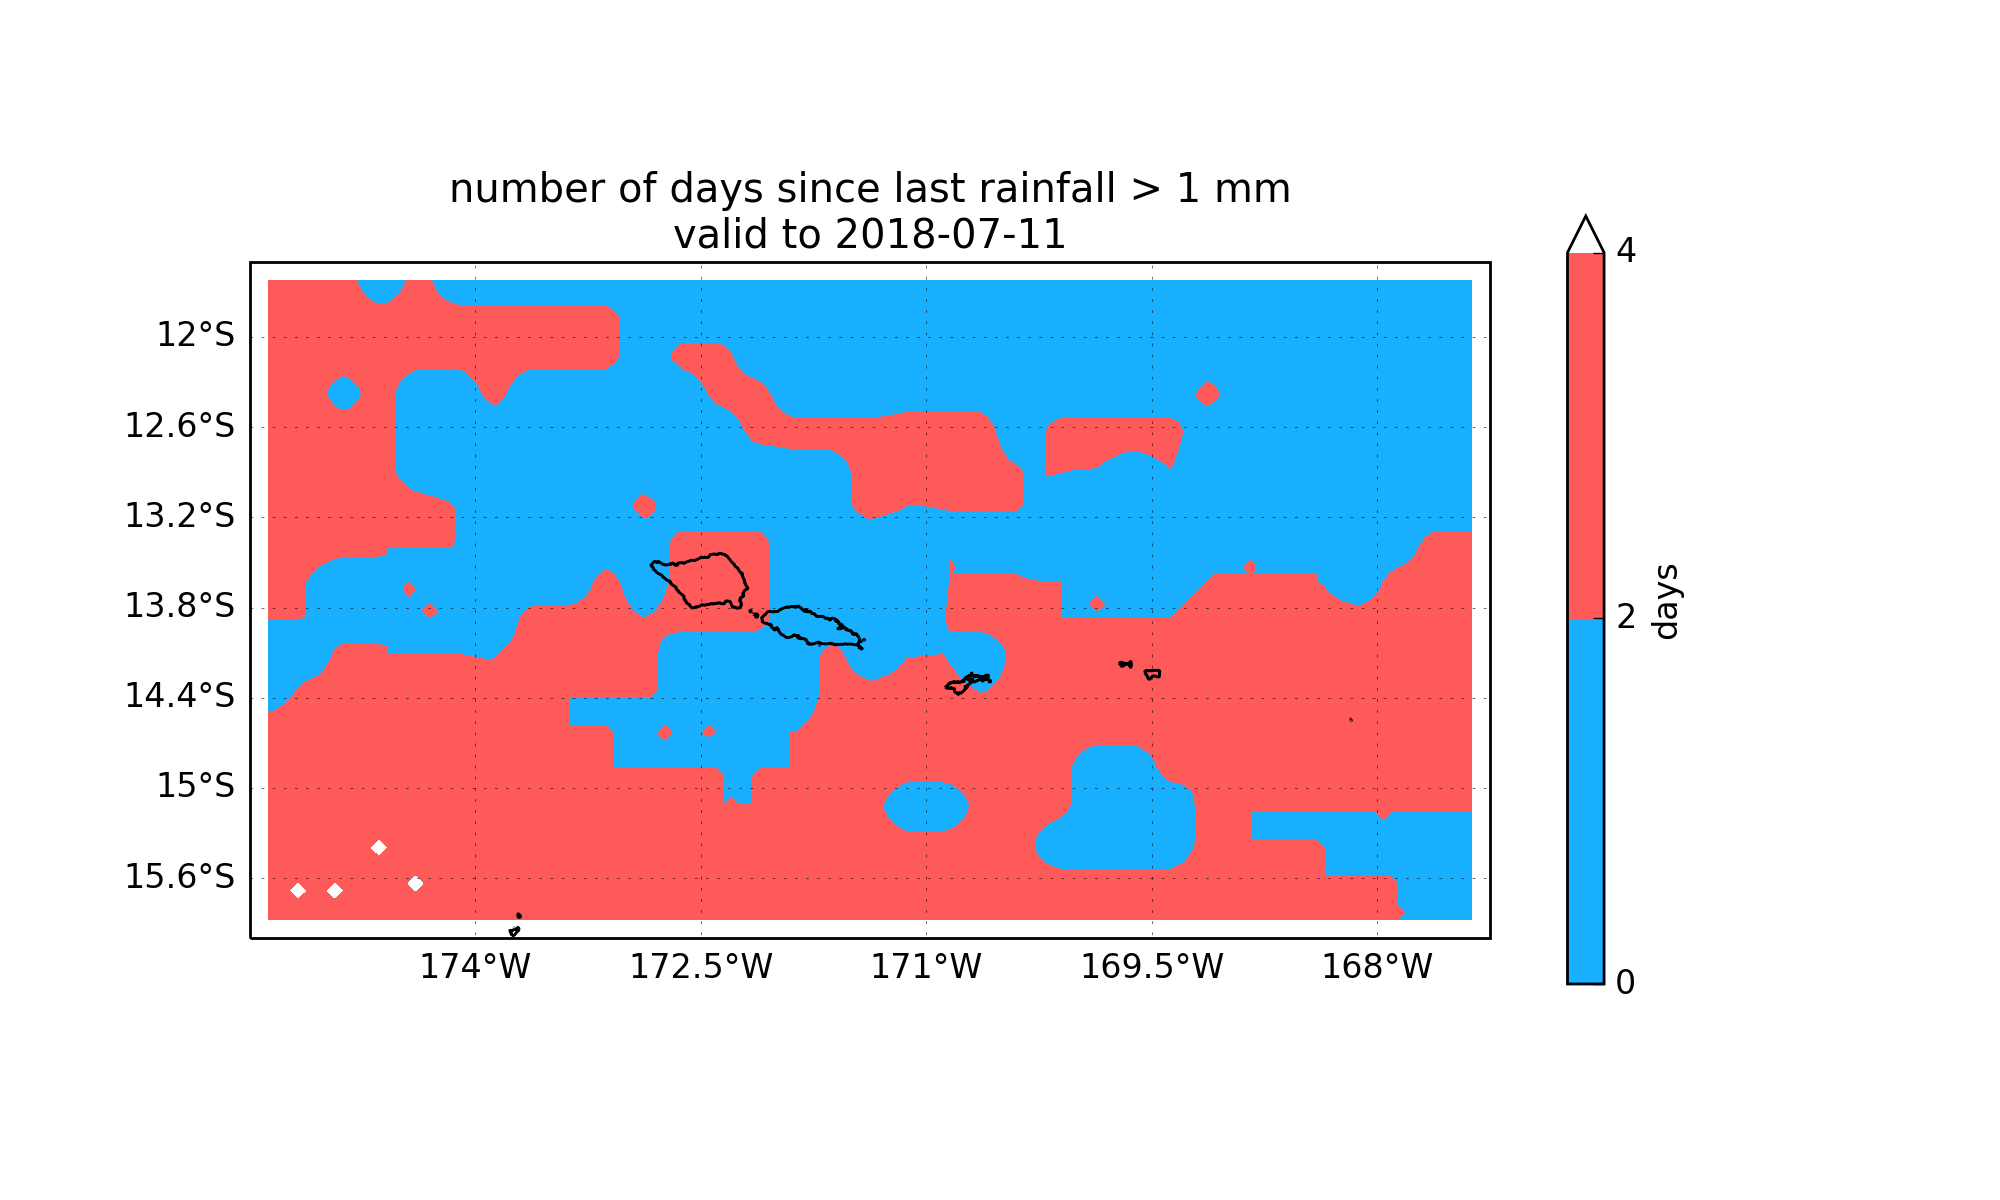 number of days since last rainfall > 1 mm
valid to 2018-07-11
12°S
12.6°S
13.2°S
13.8°S
14.4°S
15°S
15.6°S
174°W
172.5°W
171°W
169.5°W
168°W
4
2
0
days